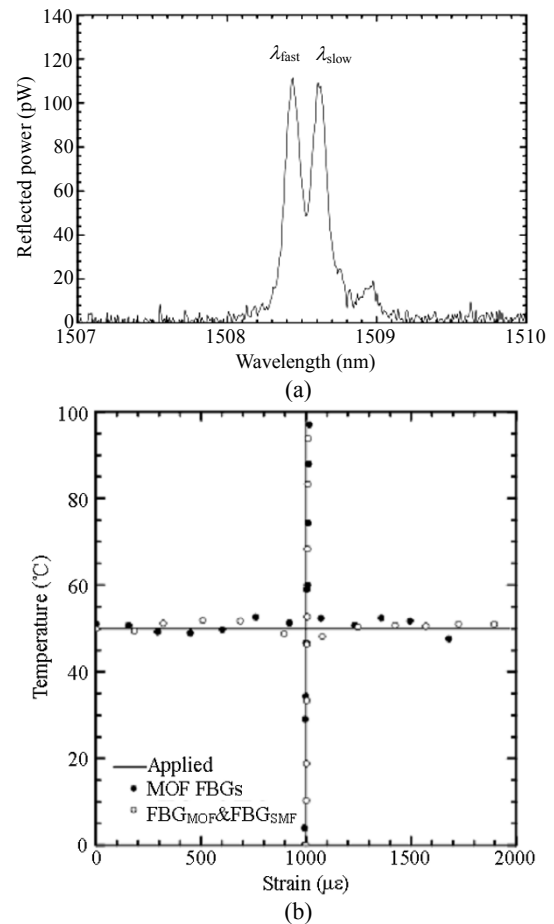 140
120
100
80
60
40
20
0
Reflected power (pW)
λfast λslow
1507 1508 1509 1510
Wavelength (nm)
(a)
100
80
60
40
20
0
Temperature (℃)
Applied
MOF FBGs
FBGMOF&FBGSMF
0 500 1000 1500 2000
Strain (με)
(b)